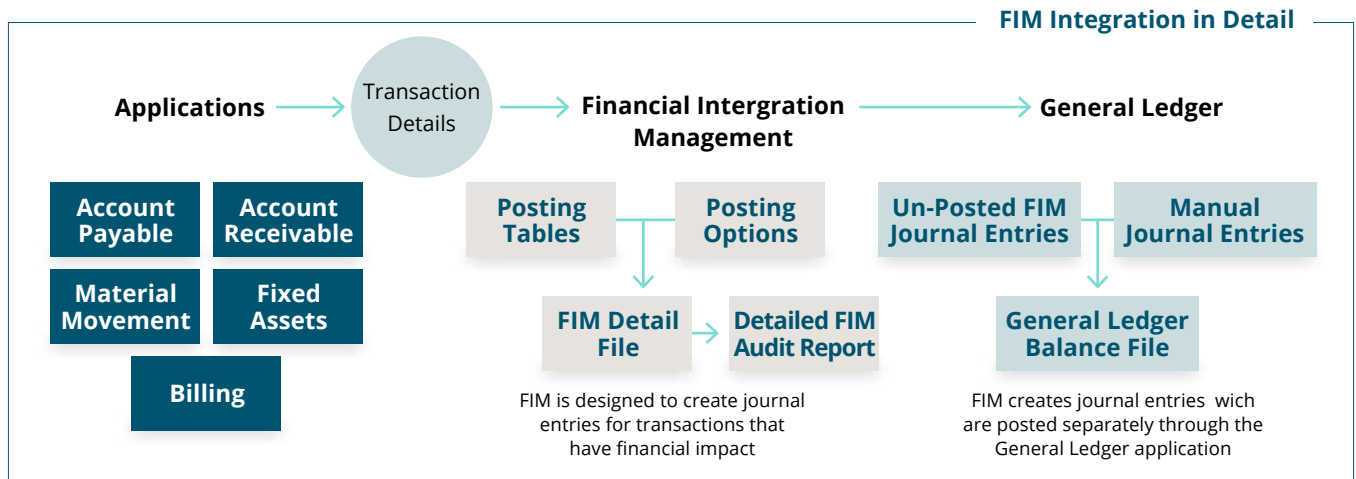 FIM Integration in Detail
Applications
Transaction
Details
Financial Intergration
Management
General Ledger
Account
Payable
Account
Receivable
Material
Movement
Fixed
Assets
Billing
Posting
Tables
Posting
Options
FIM Detail
File
Detailed FIM
Audit Report
FIM is designed to create journal
entries for transactions that
have financial impact
Un-Posted FIM
Journal Entries
Manual
Journal Entries
General Ledger
Balance File
FIM creates journal entries  wich
are posted separately through the
General Ledger application